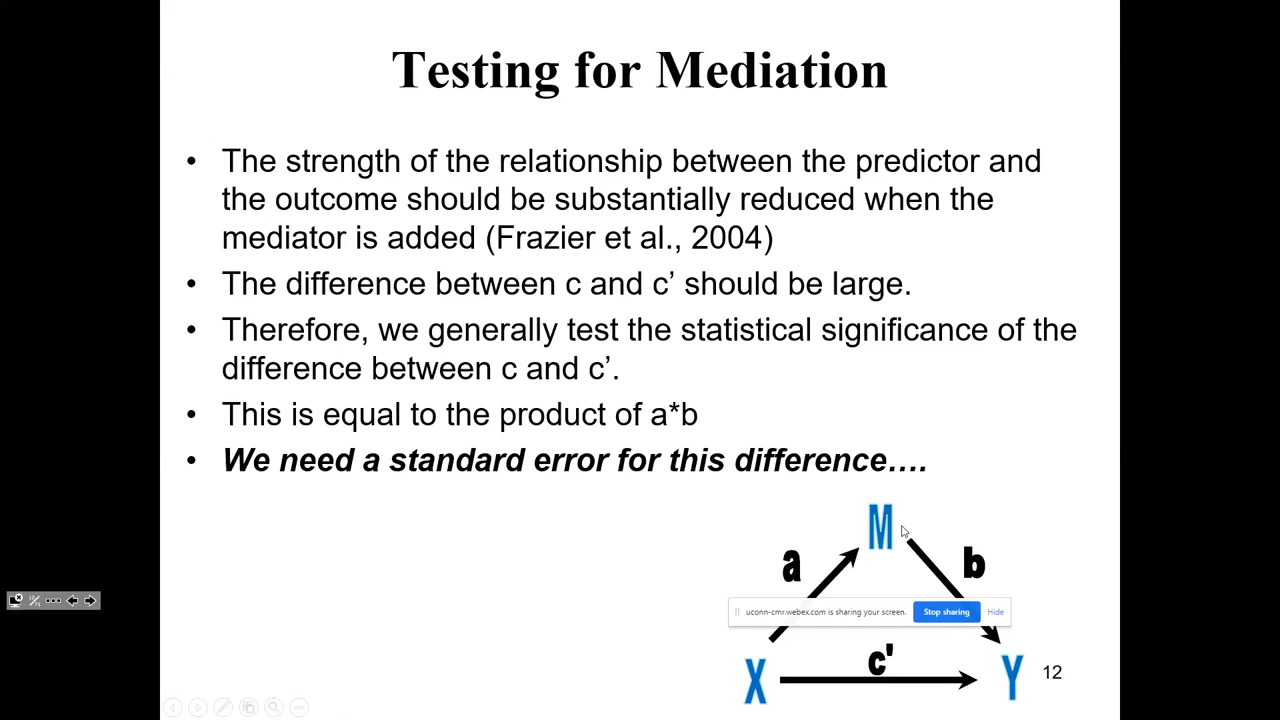 Testing for Mediation
• The strength of the relationship between the predictor and
the outcome should be substantially reduced when the
mediator is added (Frazier et al., 2004)
• The difference between c and c’ should be large.
• Therefore, we generally test the statistical significance of the
difference between c and c’.
• This is equal to the product of a*b
• We need a standard error for this difference….
M
a
b
uconn-cmr.webex.com is sharing your screen. Stop sharing Hide
c'
X
Y
12